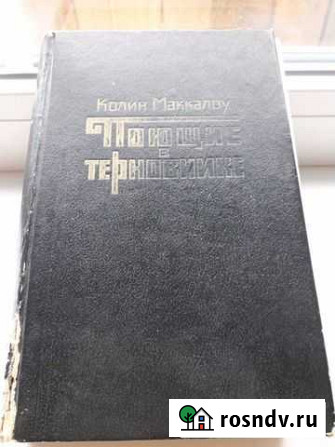 Колин Маккалоу
Поющие
в
терновнике
rosndv.ru